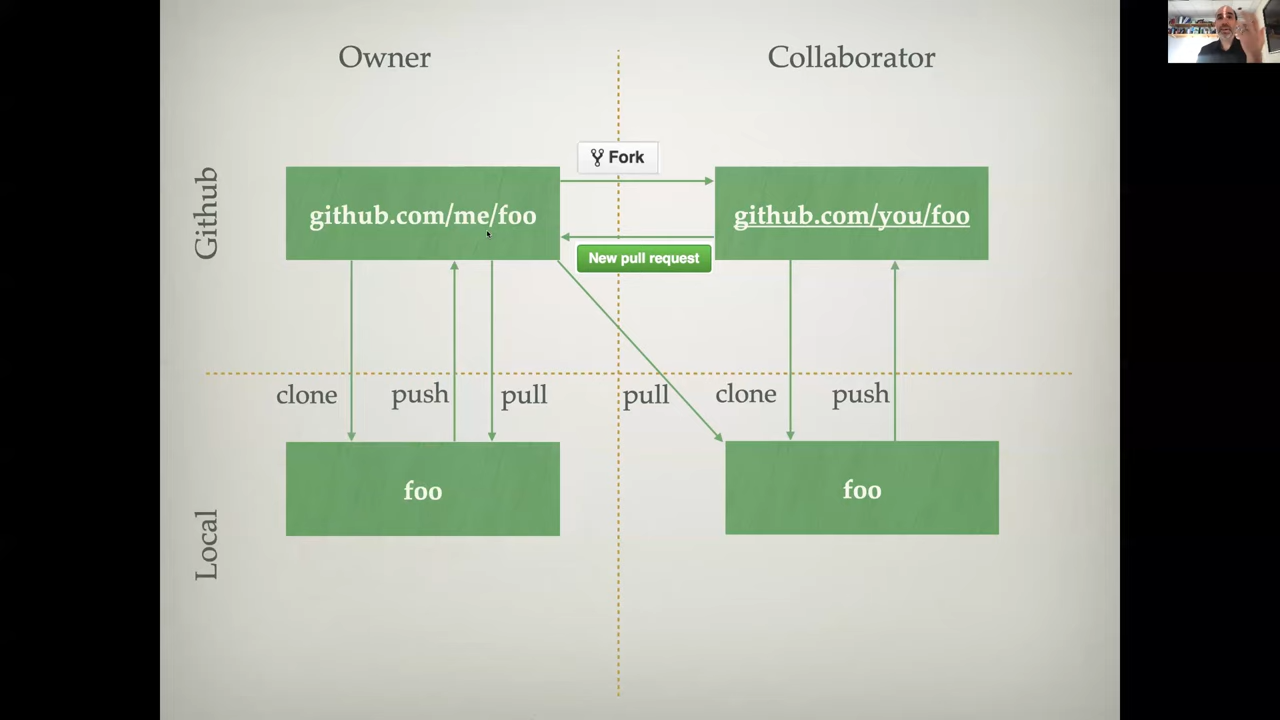 Owner
Collaborator
Github
Fork
github.com/me/foo
github.com/you/foo
New pull request
clone
push
pull
pull
clone
push
foo
foo
Local